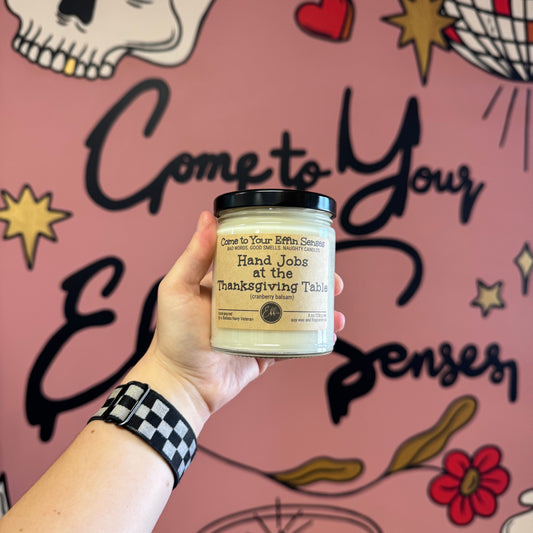 Come to Your
Effin Senses
Come to Your Effin Senses
BAD WORDS. GOOD SMELLS. NAUGHTY CANDLES.
Hand Jobs
at the
Thanksgiving Table
(cranberry balsam)
Eff